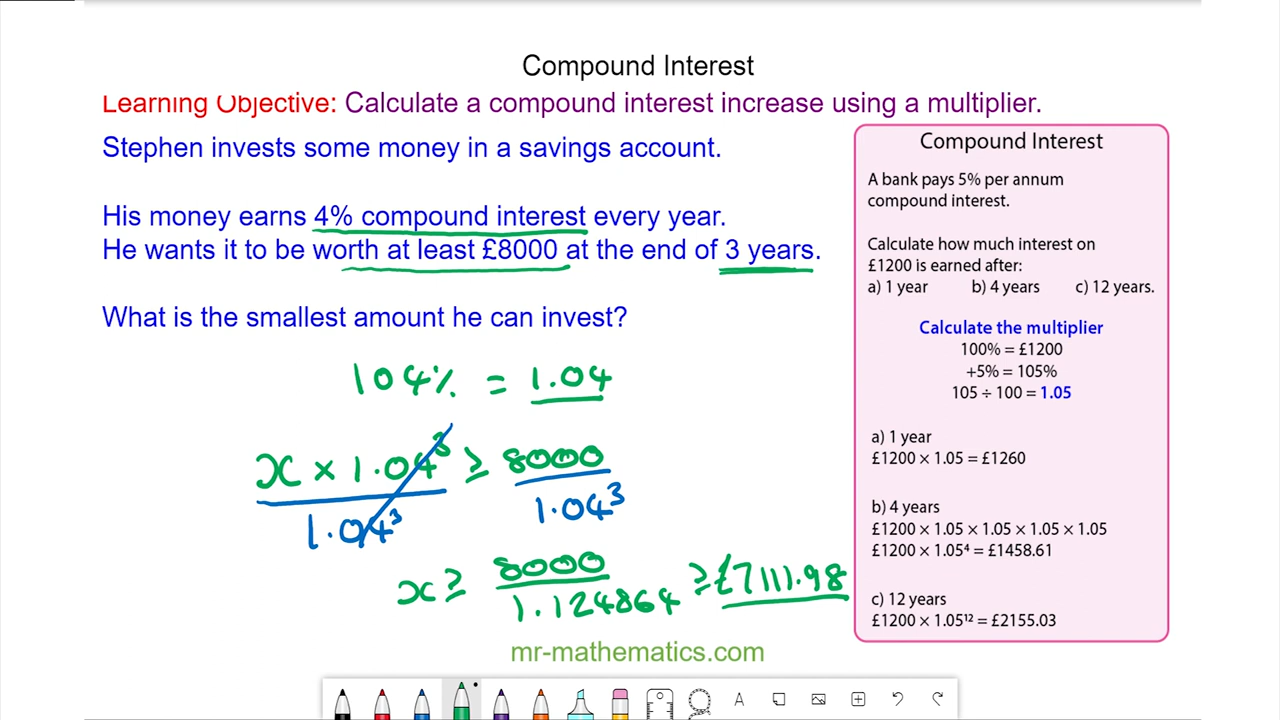 Compound Interest
Learning Objective: Calculate a compound interest increase using a multiplier.
Stephen invests some money in a savings account.
His money earns 4% compound interest every year.
He wants it to be worth at least £8000 at the end of 3 years.
What is the smallest amount he can invest?
104% = 1.04
x × 1.04³ ≥ 8000
1.04³ 1.04³
x ≥ 8000 ≥ £7111.98
1.124864
mr-mathematics.com
Compound Interest
A bank pays 5% per annum
compound interest.
Calculate how much interest on
£1200 is earned after:
a) 1 year b) 4 years c) 12 years.
Calculate the multiplier
100% = £1200
+5% = 105%
105 ÷ 100 = 1.05
a) 1 year
£1200 × 1.05 = £1260
b) 4 years
£1200 × 1.05 × 1.05 × 1.05 × 1.05
£1200 × 1.05⁴ = £1458.61
c) 12 years
£1200 × 1.05¹² = £2155.03
A